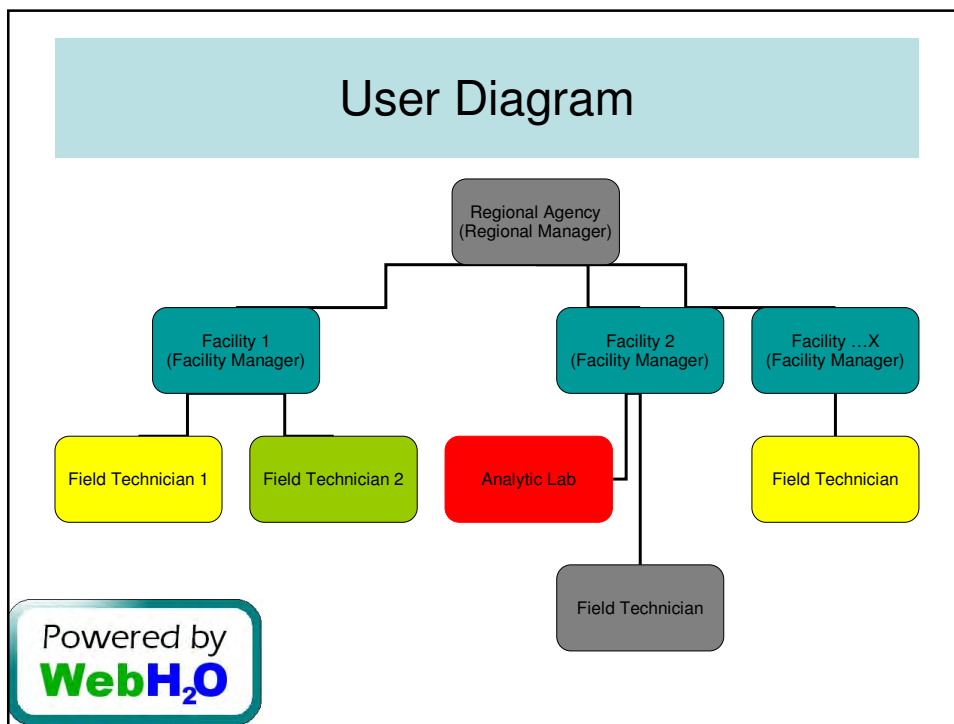 User Diagram
Regional Agency
(Regional Manager)
Facility 1
(Facility Manager)
Facility 2
(Facility Manager)
Facility …X
(Facility Manager)
Field Technician 1
Field Technician 2
Analytic Lab
Field Technician
Field Technician
Powered by
WebH₂O